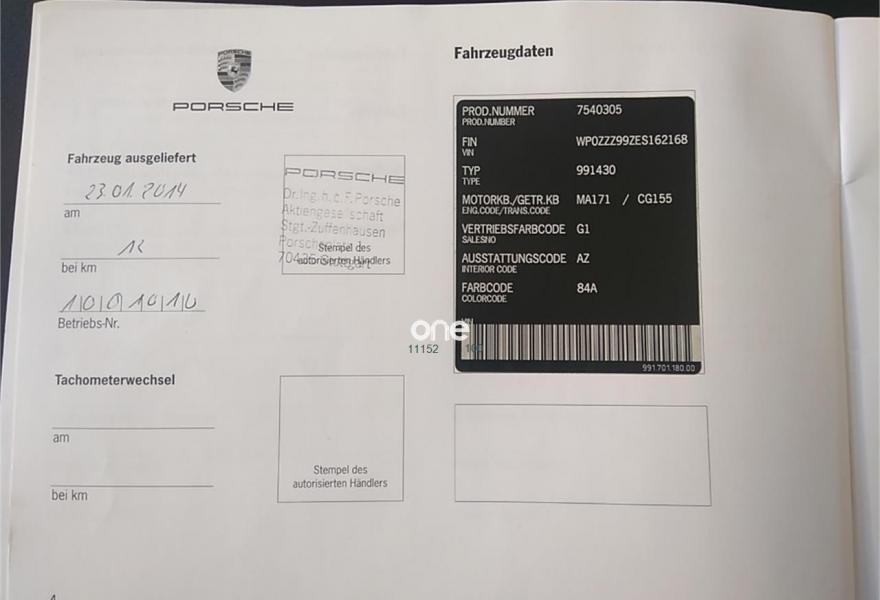 PORSCHE
PORSCHE
Fahrzeug ausgeliefert
23.01.2014
am
12
bei km
Betriebs-Nr.
PORSCHE
Dr.Ing. h.c.F.Porsche
Aktiengesellschaft
Stgt.-Zuffenhausen
Stempel des
autorisierten Händlers
Tachometerwechsel
am
bei km
Stempel des
autorisierten Händlers
Fahrzeugdaten
PROD.NUMMER 7540305
PROD.NUMBER
FIN WP0ZZZ99ZES162168
VIN
TYP 991430
TYPE
MOTORKB./GETR.KB MA171 / CG155
ENG.CODE/TRANS.CODE
VERTRIEBSFARBCODE G1
SALESNO
AUSSTATTUNGSCODE AZ
INTERIOR CODE
FARBCODE 84A
COLORCODE
VIN
991.701.180.00
one
11152